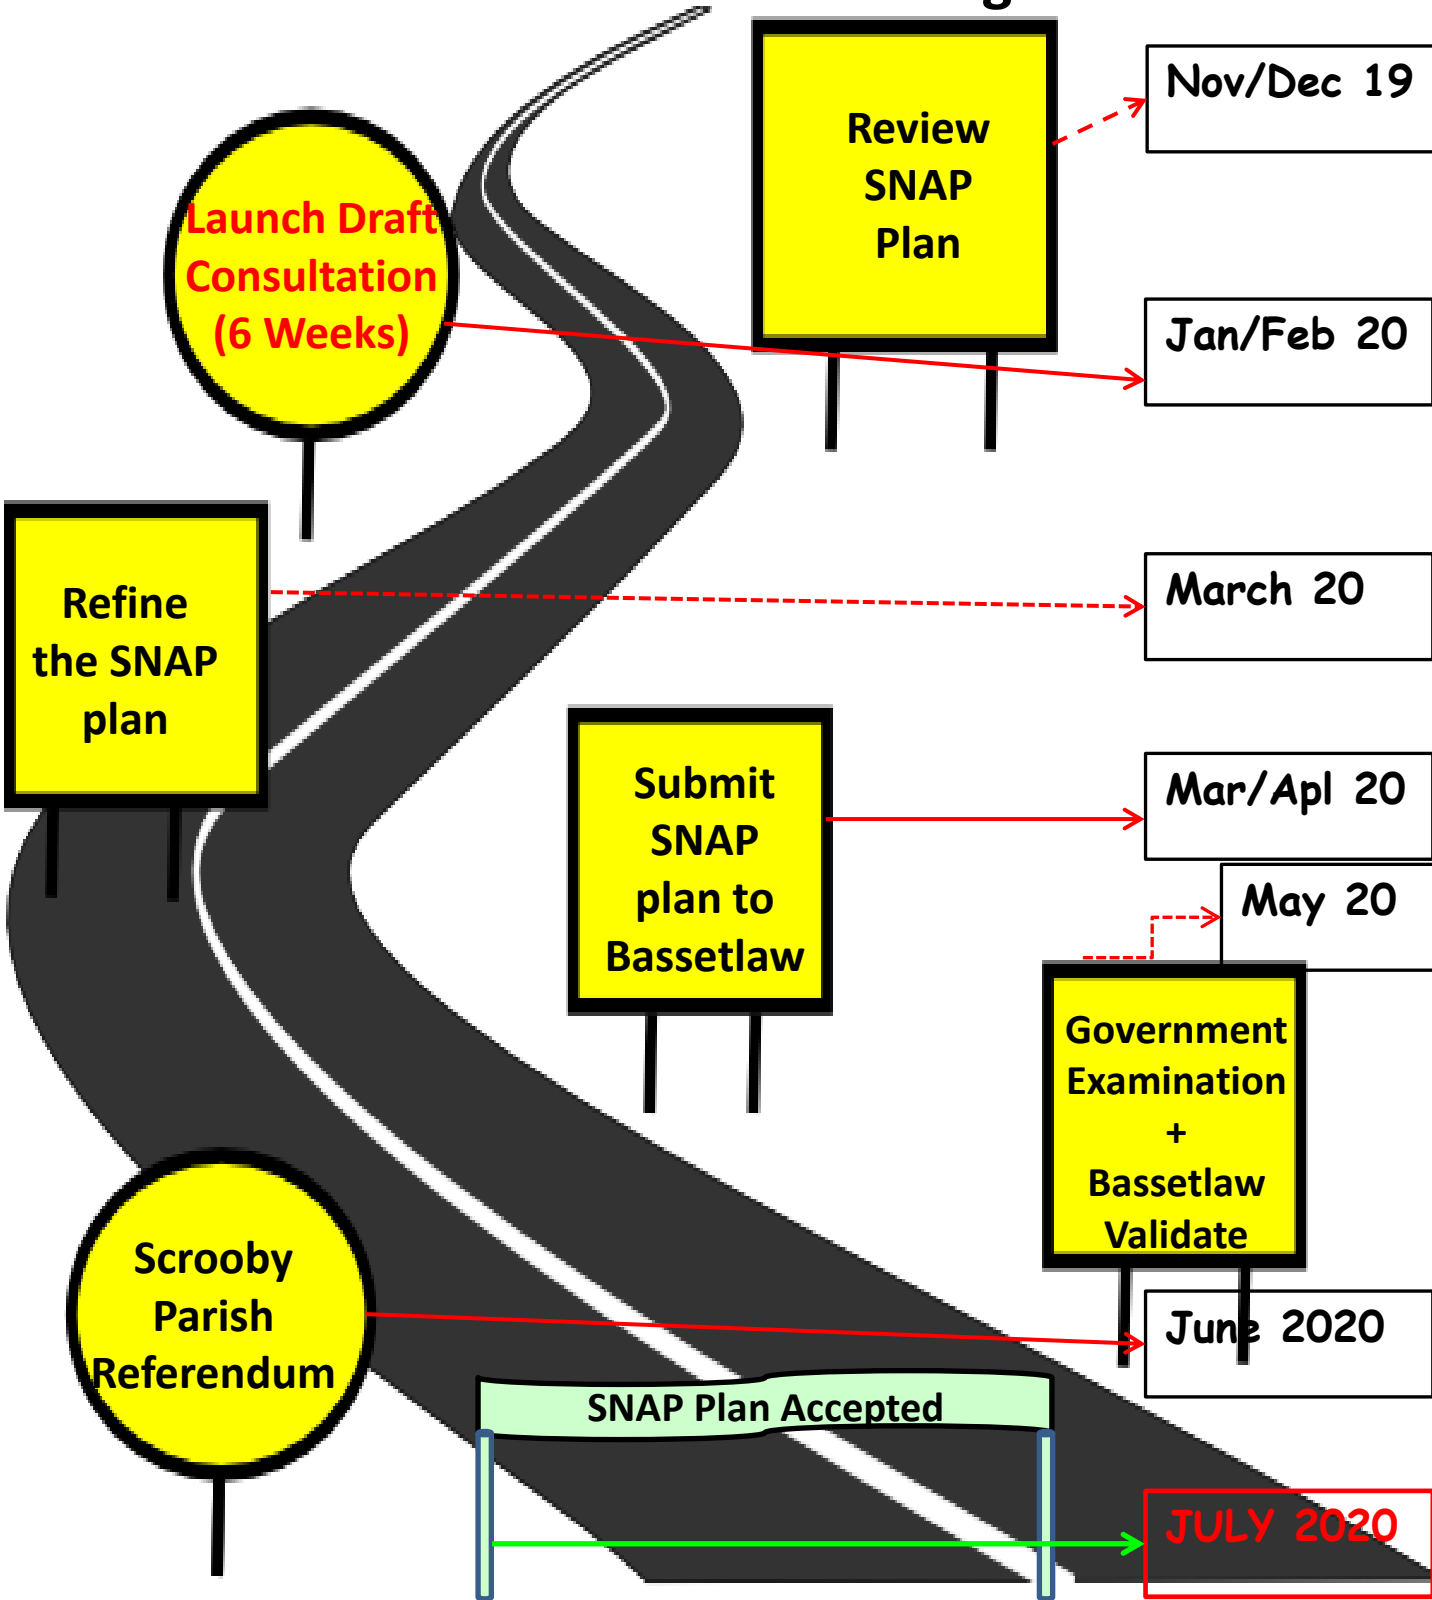 Review
SNAP
Plan
Nov/Dec 19
Launch Draft
Consultation
(6 Weeks)
Jan/Feb 20
Refine
the SNAP
plan
March 20
Submit
SNAP
plan to
Bassetlaw
Mar/Apl 20
May 20
Government
Examination
+
Bassetlaw
Validate
Scrooby
Parish
Referendum
June 2020
SNAP Plan Accepted
JULY 2020